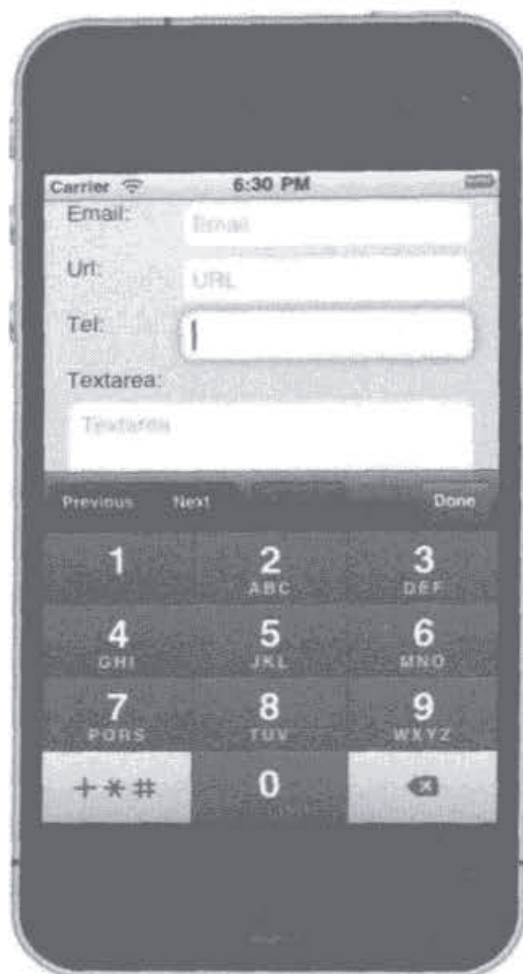 Carrier 6:30 PM
Email: Email
Url: URL
Tel:
Textarea:
Textarea
Previous Next Done
1 2 3
ABC DEF
4 5 6
GHI JKL MNO
7 8 9
PQRS TUV WXYZ
+*# 0